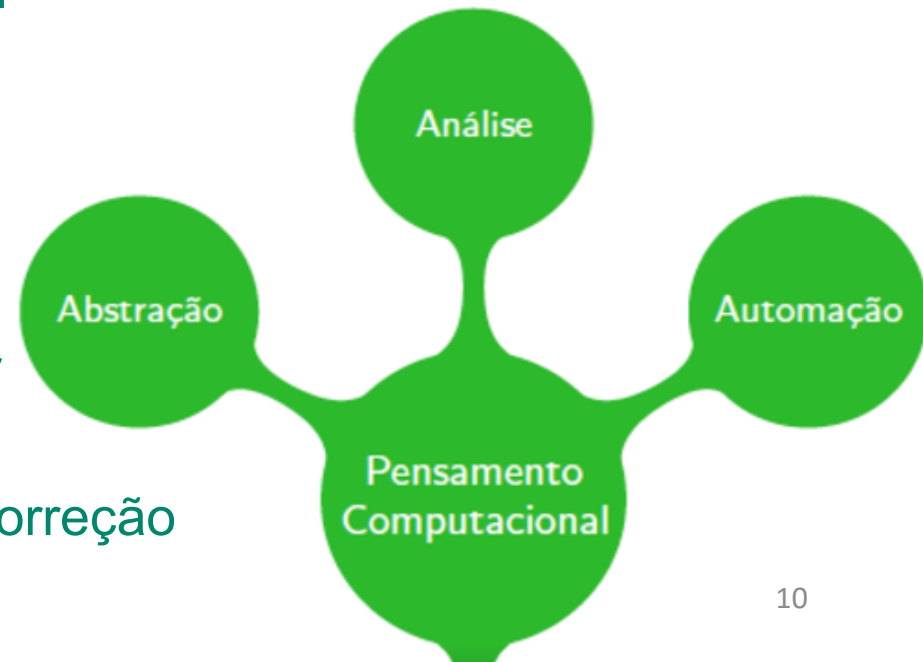 Análise
Abstração
Automação
Pensamento
Computacional
orreção
10